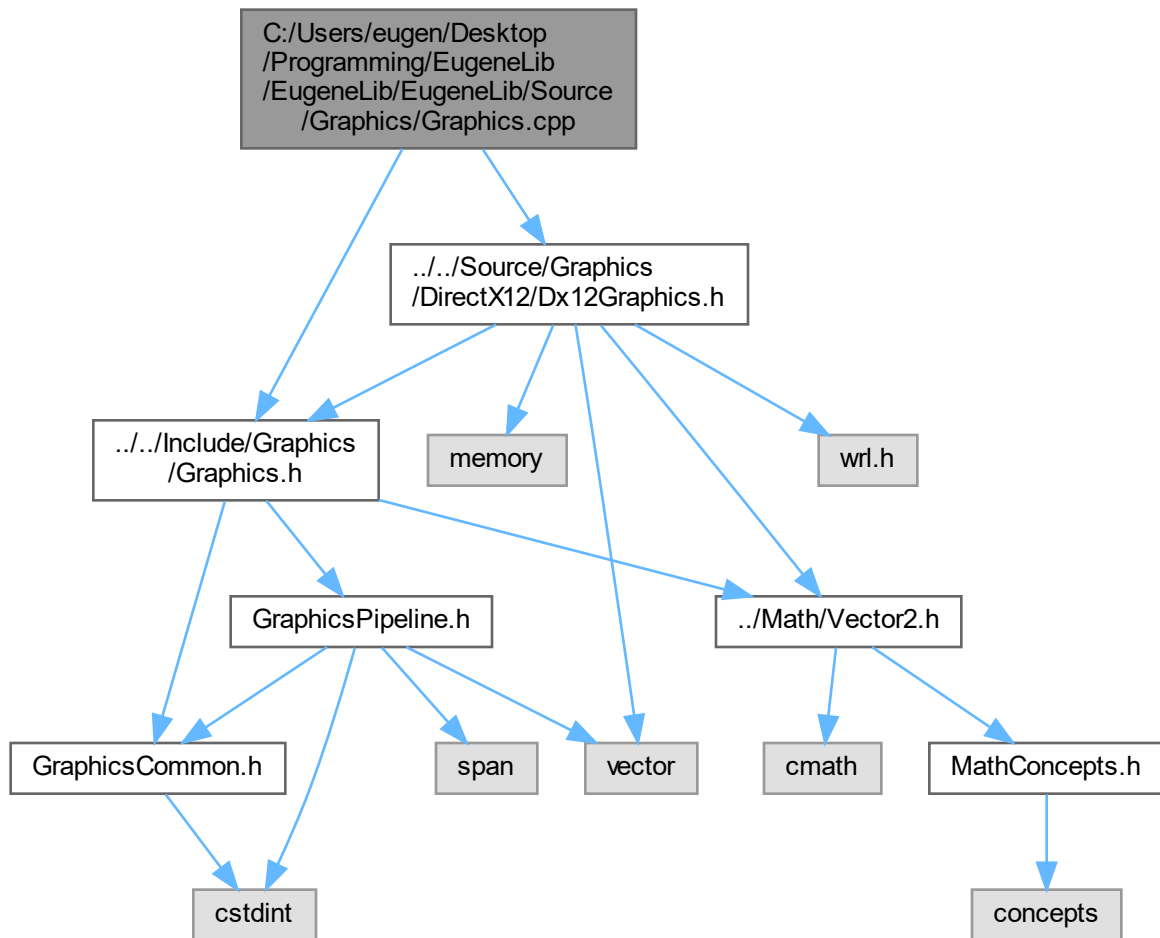 C:/Users/eugen/Desktop
/Programming/EugeneLib
/EugeneLib/EugeneLib/Source
/Graphics/Graphics.cpp
../../Source/Graphics
/DirectX12/Dx12Graphics.h
../../Include/Graphics
/Graphics.h
memory
wrl.h
GraphicsPipeline.h
../Math/Vector2.h
GraphicsCommon.h
span
vector
cmath
MathConcepts.h
cstdint
concepts